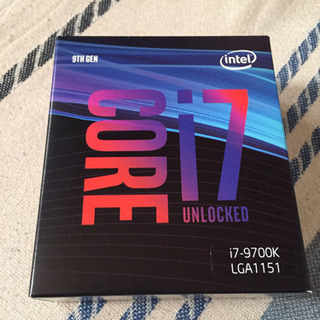 9TH GEN
intel
CORE
i7
UNLOCKED
i7-9700K
LGA1151